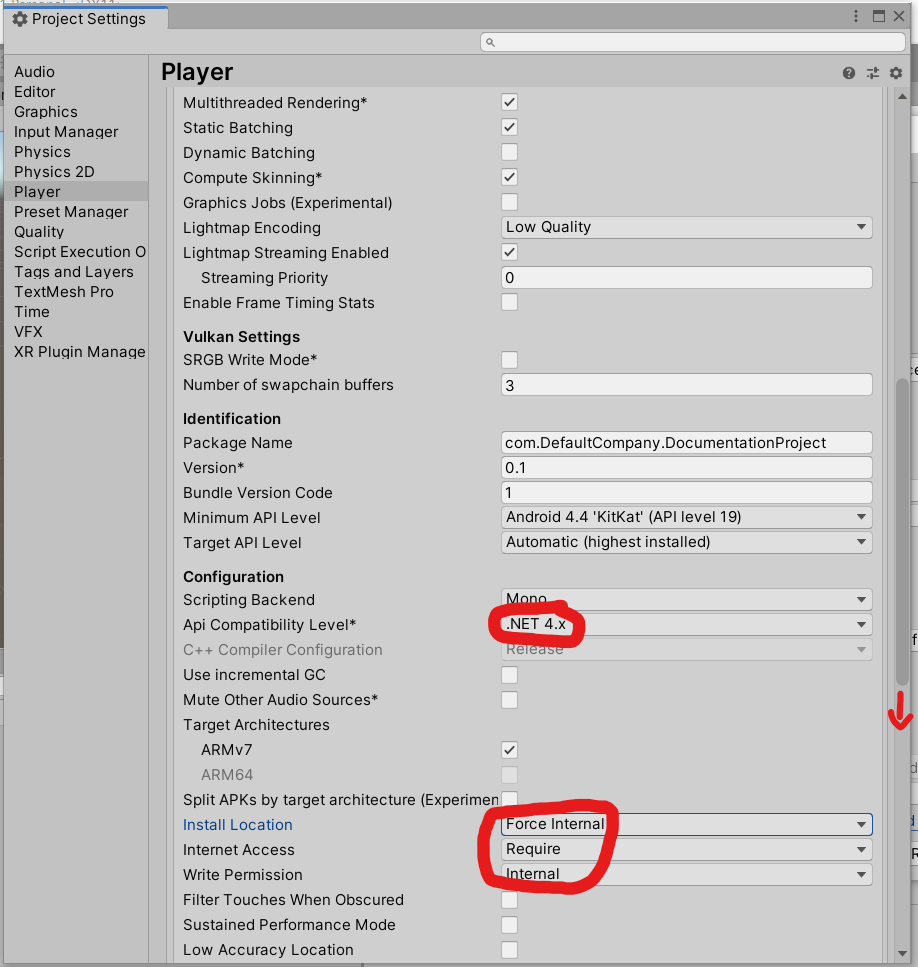 Project Settings
Audio
Editor
Graphics
Input Manager
Physics
Physics 2D
Player
Preset Manager
Quality
Script Execution O
Tags and Layers
TextMesh Pro
Time
VFX
XR Plugin Manage
Player
Multithreaded Rendering*
Static Batching
Dynamic Batching
Compute Skinning*
Graphics Jobs (Experimental)
Lightmap Encoding Low Quality
Lightmap Streaming Enabled
Streaming Priority 0
Enable Frame Timing Stats
Vulkan Settings
SRGB Write Mode*
Number of swapchain buffers 3
Identification
Package Name com.DefaultCompany.DocumentationProject
Version* 0.1
Bundle Version Code 1
Minimum API Level Android 4.4 'KitKat' (API level 19)
Target API Level Automatic (highest installed)
Configuration
Scripting Backend Mono
Api Compatibility Level* .NET 4.x
C++ Compiler Configuration Release
Use incremental GC
Mute Other Audio Sources*
Target Architectures
ARMv7
ARM64
Split APKs by target architecture (Experimen
Install Location Force Internal
Internet Access Require
Write Permission Internal
Filter Touches When Obscured
Sustained Performance Mode
Low Accuracy Location